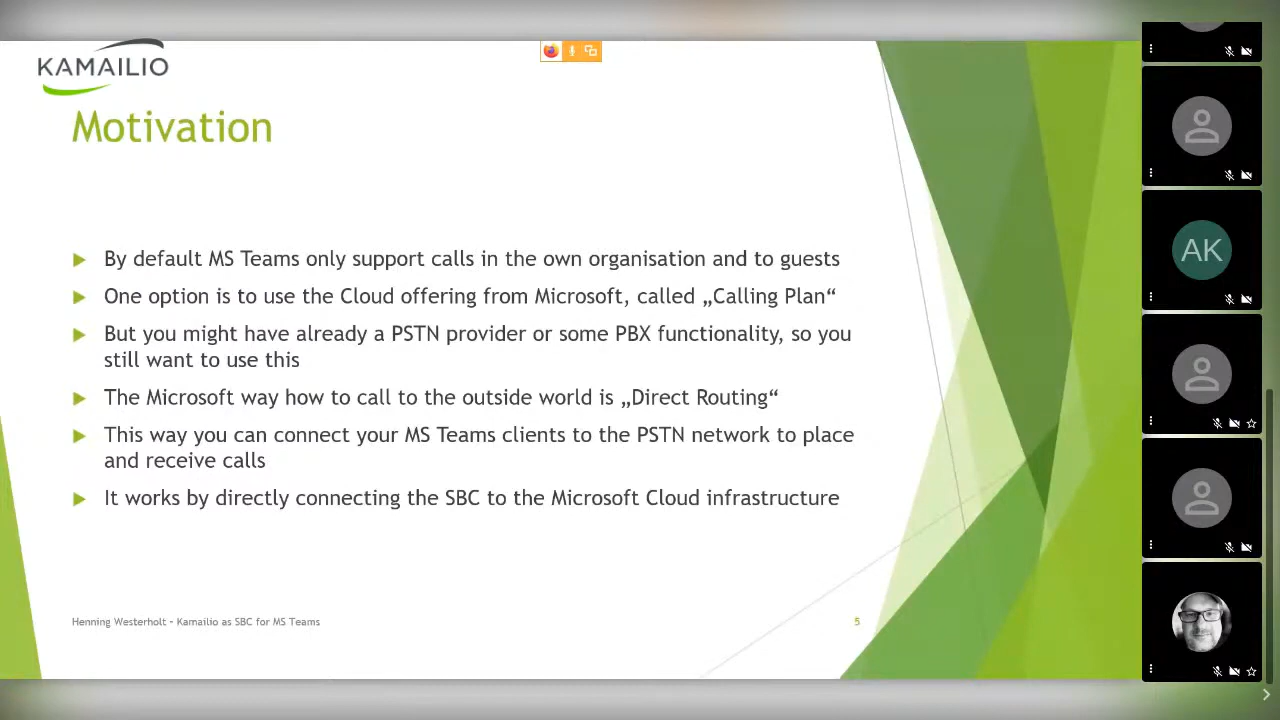 KAMAILIO
Motivation
By default MS Teams only support calls in the own organisation and to guests
One option is to use the Cloud offering from Microsoft, called „Calling Plan“
But you might have already a PSTN provider or some PBX functionality, so you
still want to use this
The Microsoft way how to call to the outside world is „Direct Routing“
This way you can connect your MS Teams clients to the PSTN network to place
and receive calls
It works by directly connecting the SBC to the Microsoft Cloud infrastructure
Henning Westerholt – Kamailio as SBC for MS Teams
5
AK